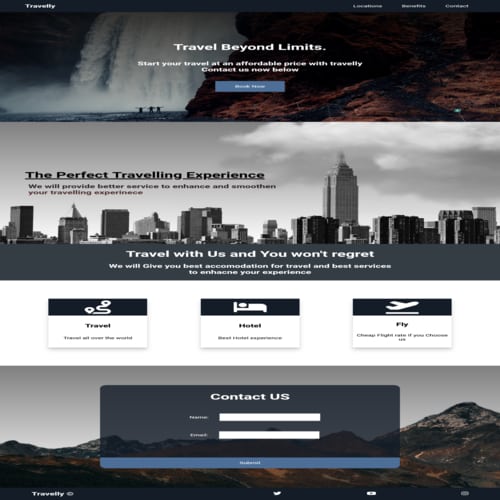 Travelly
Locations Benefits Contact
Travel Beyond Limits.
Start your travel at an affordable price with travelly
Contact us now below
Book Now
The Perfect Travelling Experience
We will provide better service to enhance and smoothen
your travelling experinece
Travel with Us and You won't regret
We will Give you best accomodation for travel and best services
to enhacne your experience
Travel
Travel all over the world
Hotel
Best Hotel experience
Fly
Cheap Flight rate if you Choose
us
Contact US
Name:
Email:
Submit
Travelly ©